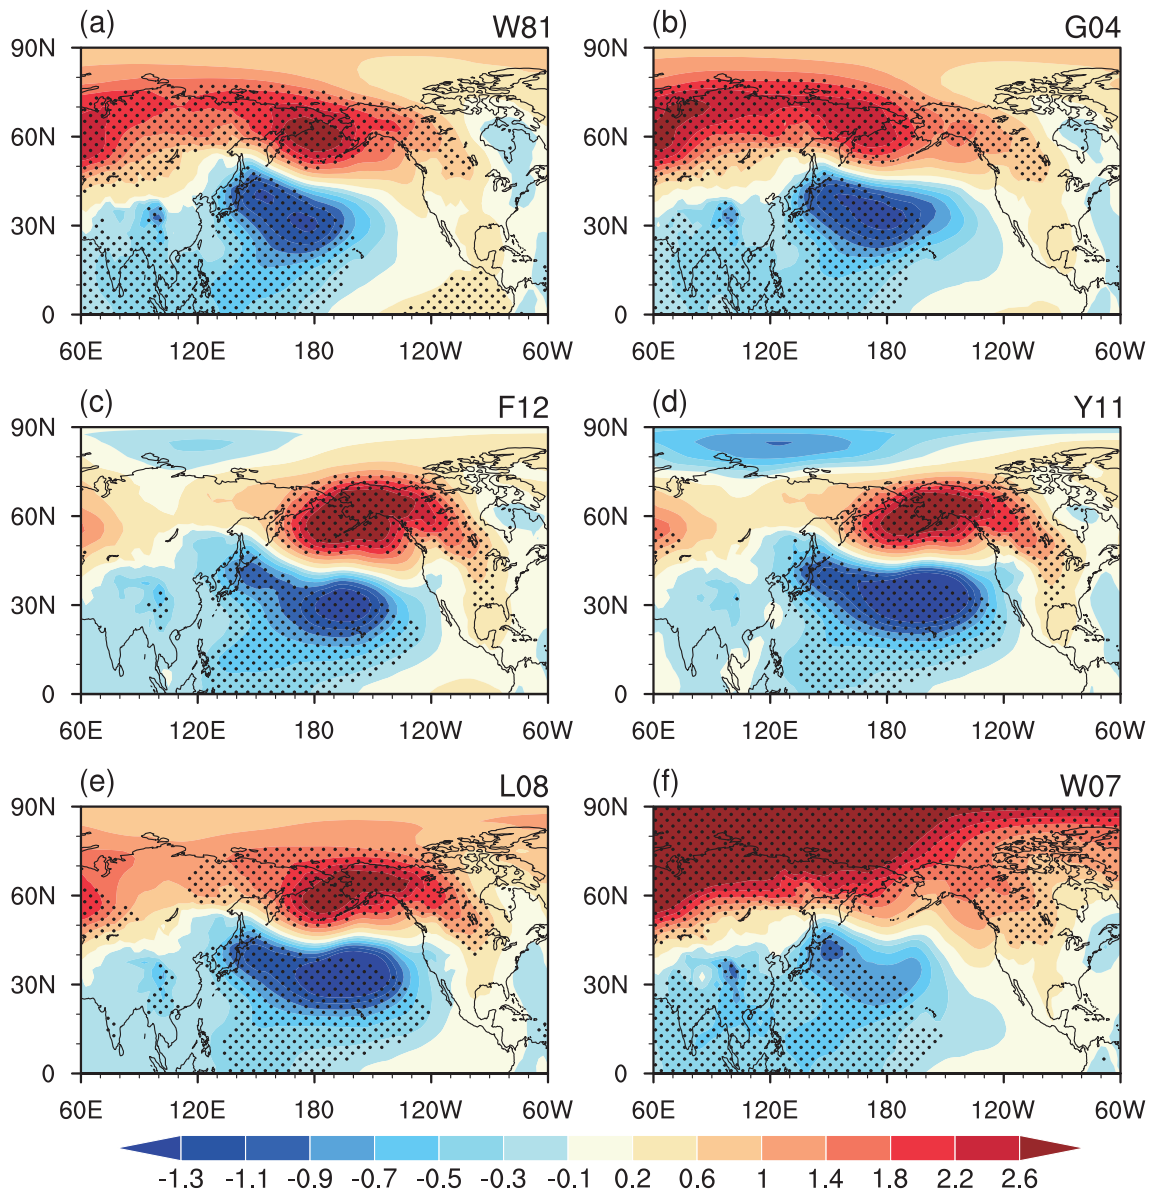 (a) W81 (b) G04
90N 90N
60N 60N
30N 30N
0 0
60E 120E 180 120W 60W 60E 120E 180 120W 60W
(c) F12 (d) Y11
90N 90N
60N 60N
30N 30N
0 0
60E 120E 180 120W 60W 60E 120E 180 120W 60W
(e) L08 (f) W07
90N 90N
60N 60N
30N 30N
0 0
60E 120E 180 120W 60W 60E 120E 180 120W 60W
-1.3 -1.1 -0.9 -0.7 -0.5 -0.3 -0.1 0.2 0.6 1 1.4 1.8 2.2 2.6